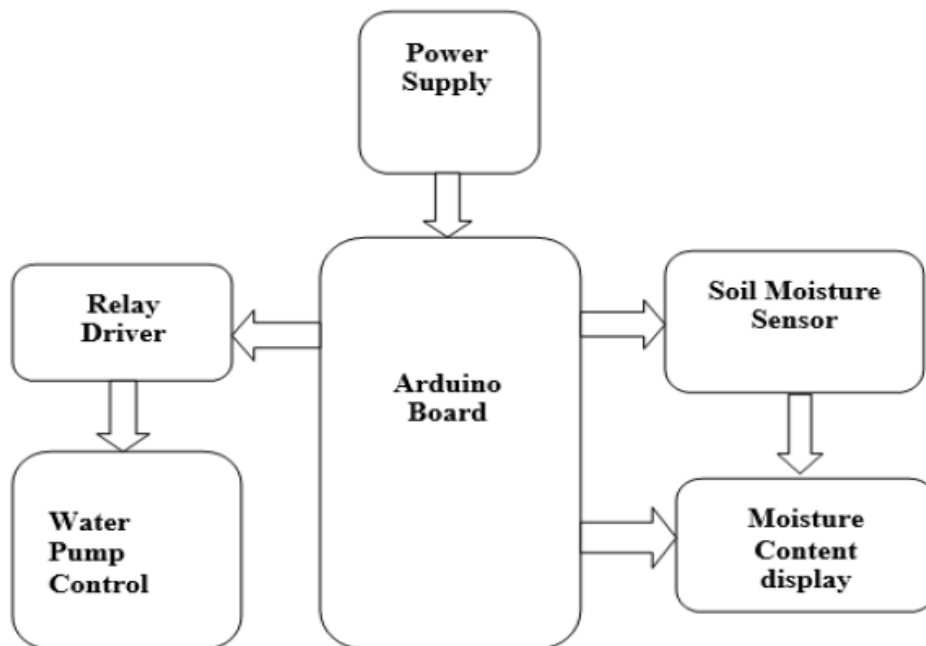 Power
Supply
Relay
Driver
Soil Moisture
Sensor
Arduino
Board
Water
Pump
Control
Moisture
Content
display